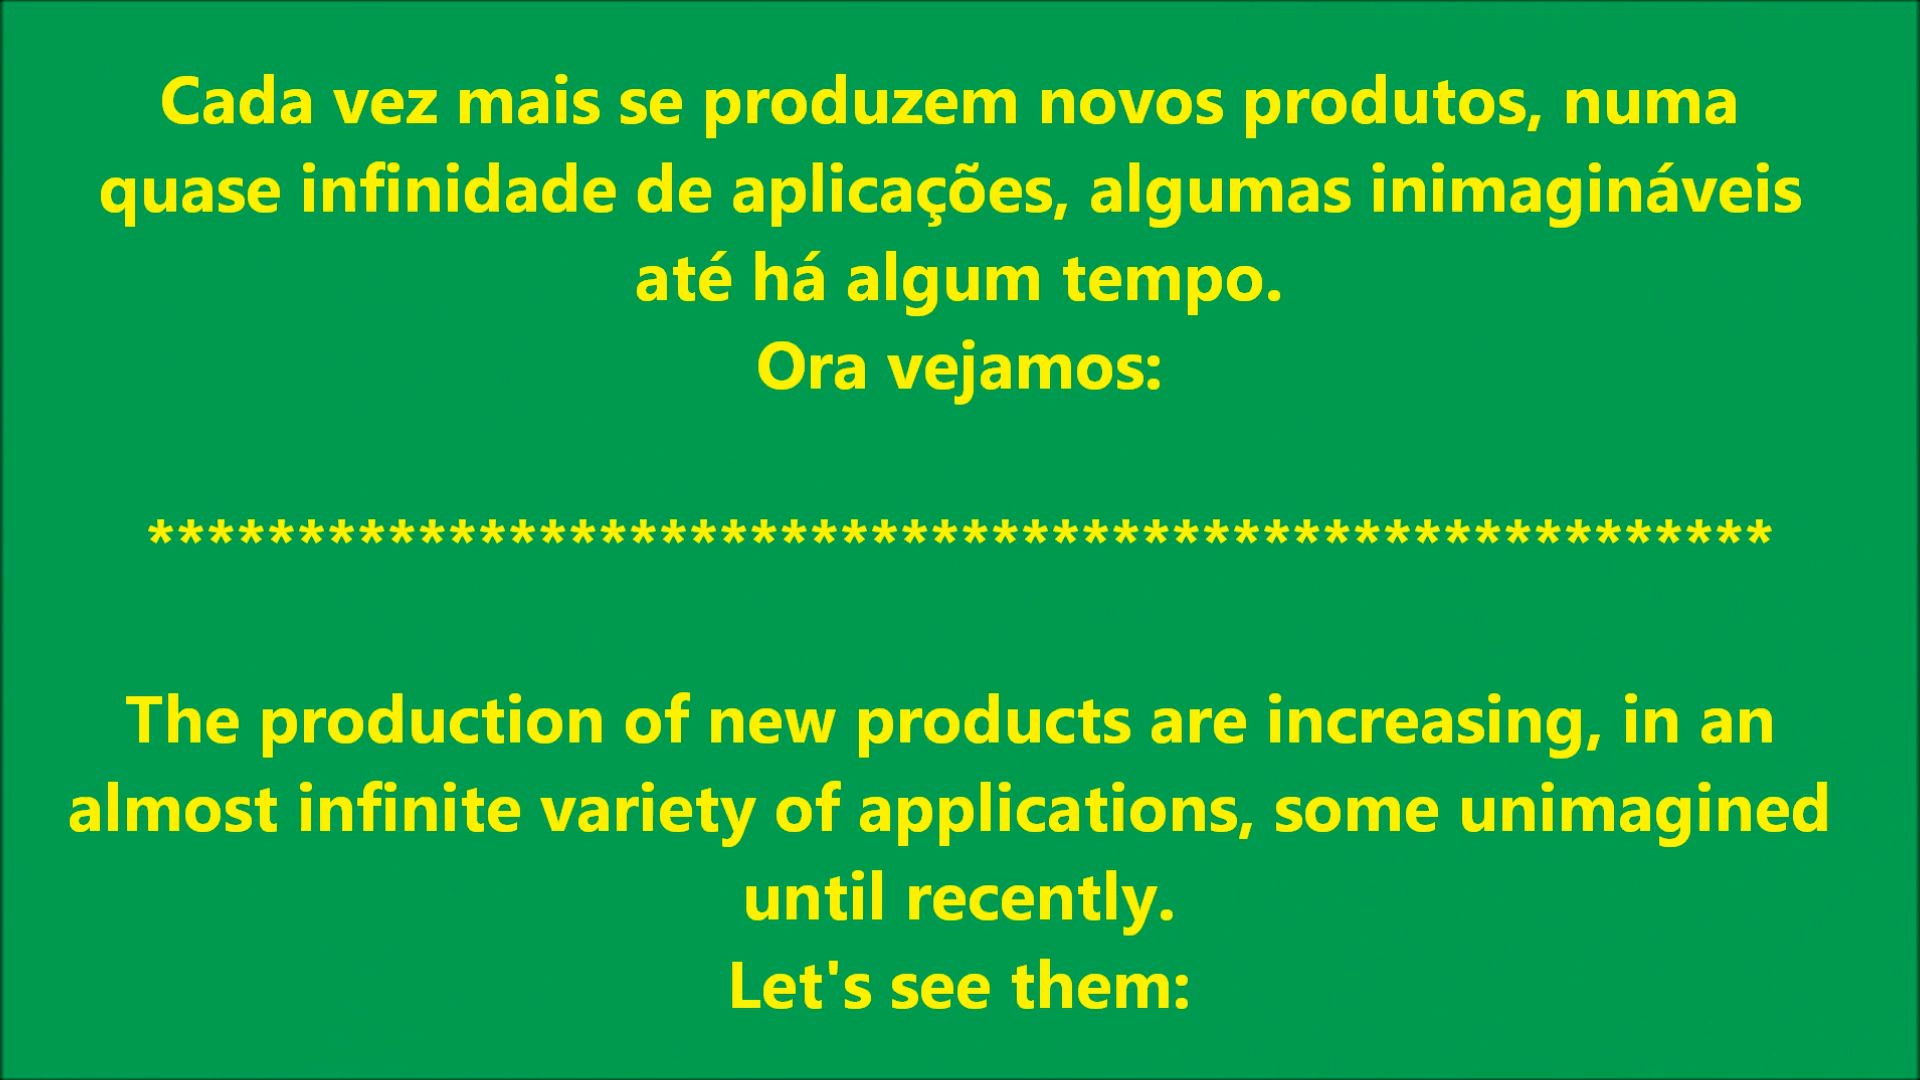 Cada vez mais se produzem novos produtos, numa
quase infinidade de aplicações, algumas inimagináveis
até há algum tempo.
Ora vejamos:
******************************************************
The production of new products are increasing, in an
almost infinite variety of applications, some unimagined
until recently.
Let's see them: